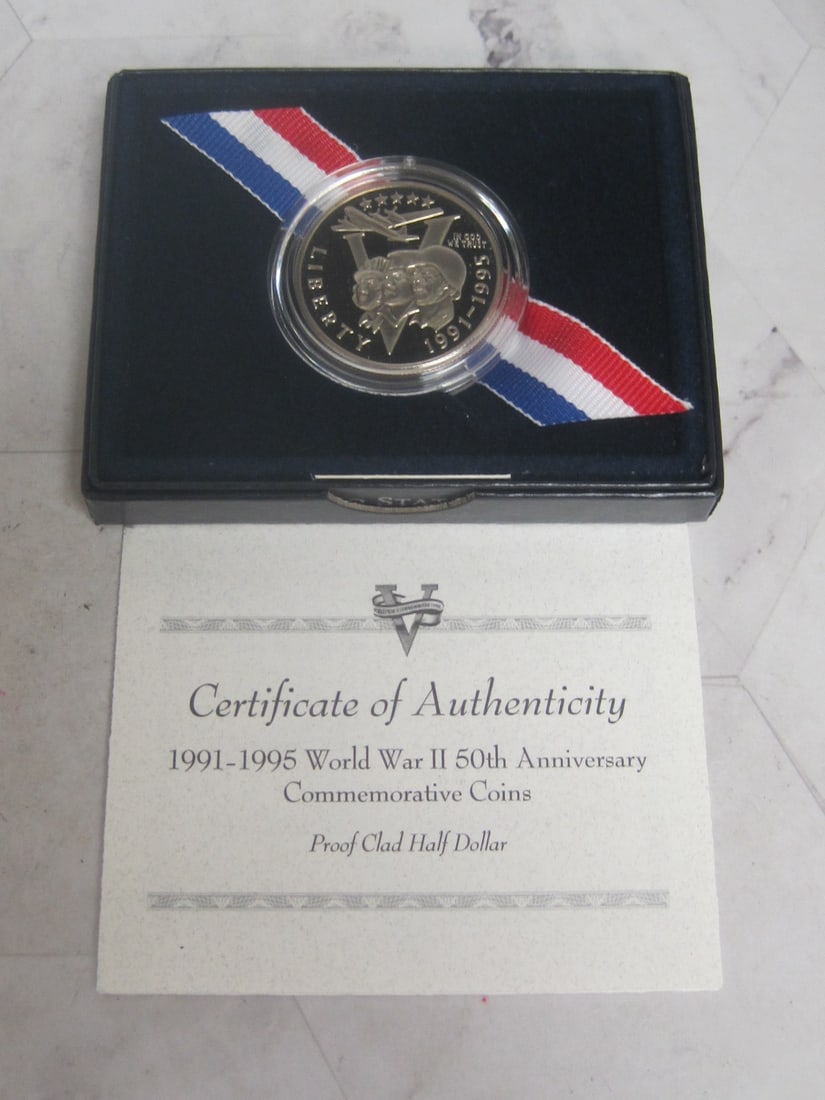 LIBERTY
IN GOD
WE TRUST
1991-1995
STA
V
Certificate of Authenticity
1991-1995 World War II 50th Anniversary
Commemorative Coins
Proof Clad Half Dollar